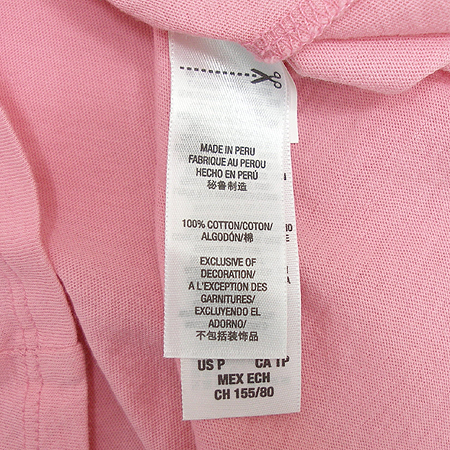 MADE IN PERU
FABRIQUE AU PEROU
HECHO EN PERÚ
秘鲁制造
100% COTTON/COTON/
ALGODÓN/棉
EXCLUSIVE OF
DECORATION/
A L'EXCEPTION DES
GARNITURES/
EXCLUYENDO EL
ADORNO/
不包括装饰品
US P CA TP
MEX ECH
CH 155/80